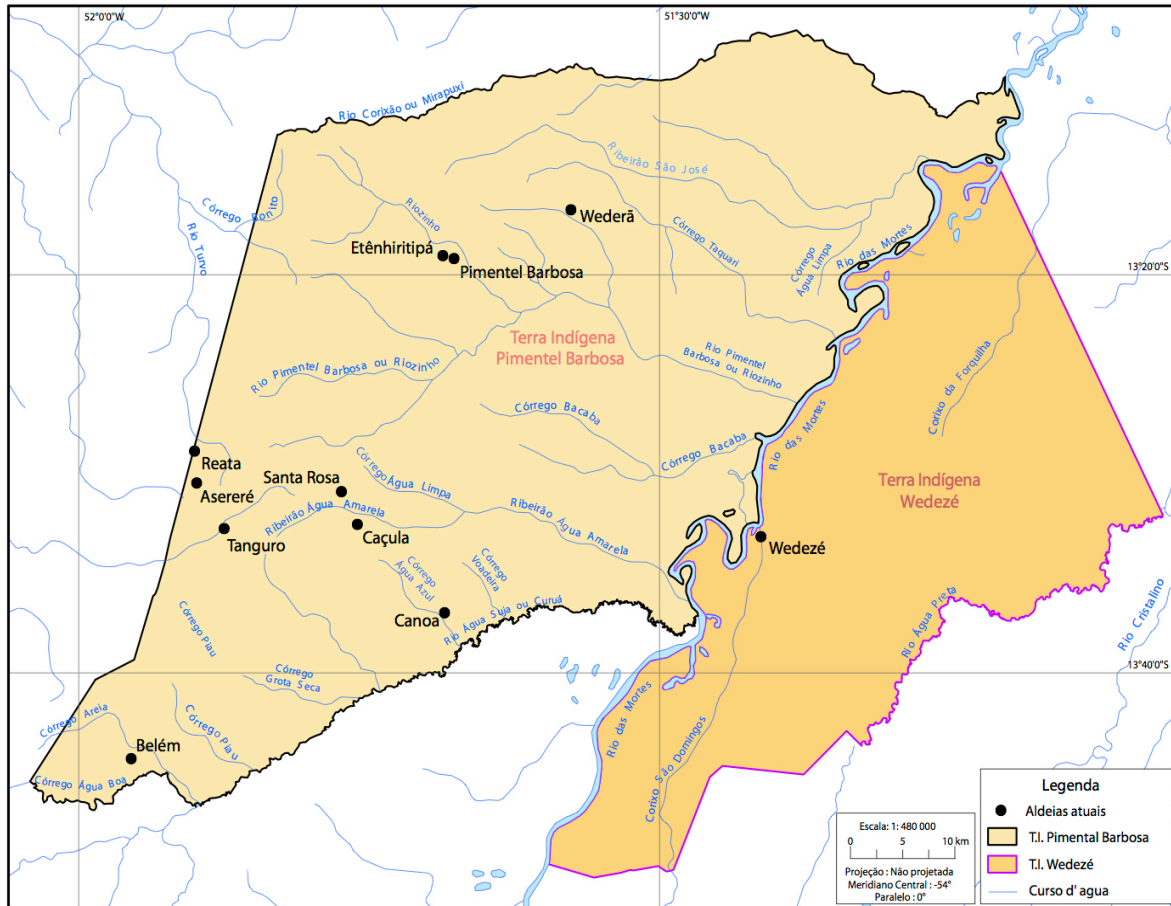 52°0'0"W
51°30'0"W
Rio Corixão ou Mirapuxi
Ribeirão São José
Córrego Bonito
Riozinho
Wederã
Rio Turvo
Etênhiritipá
Pimentel Barbosa
Córrego Taquari
Córrego
Água Limpa
Rio das Mortes
13°20'0"S
Terra Indígena
Pimentel Barbosa
Rio Pimentel Barbosa ou Riozinho
Rio Pimentel
Barbosa ou Riozinho
Corixo da Forquilha
Córrego Bacaba
Rio das Mortes
Córrego Bacaba
Reata
Asereré
Santa Rosa
Córrego Água Limpa
Terra Indígena
Wedezé
Ribeirão Água Amarela
Ribeirão Água Amarela
Tanguro
Caçula
Wedezé
Córrego
Voadeira
Córrego
Água Azul
Canoa
Rio Água Suja ou Curuá
Rio Água Preta
Rio Cristalino
Córrego Piau
Córrego
Grota Seca
13°40'0"S
Córrego Areia
Córrego Piau
Belém
Córrego Água Boa
Rio das Mortes
Corixo São Domingos
Legenda
Aldeias atuais
T.I. Pimental Barbosa
T.I. Wedezé
Curso d' agua
Escala: 1: 480 000
0 5 10 km
Projeção : Não projetada
Meridiano Central : -54°
Paralelo : 0°